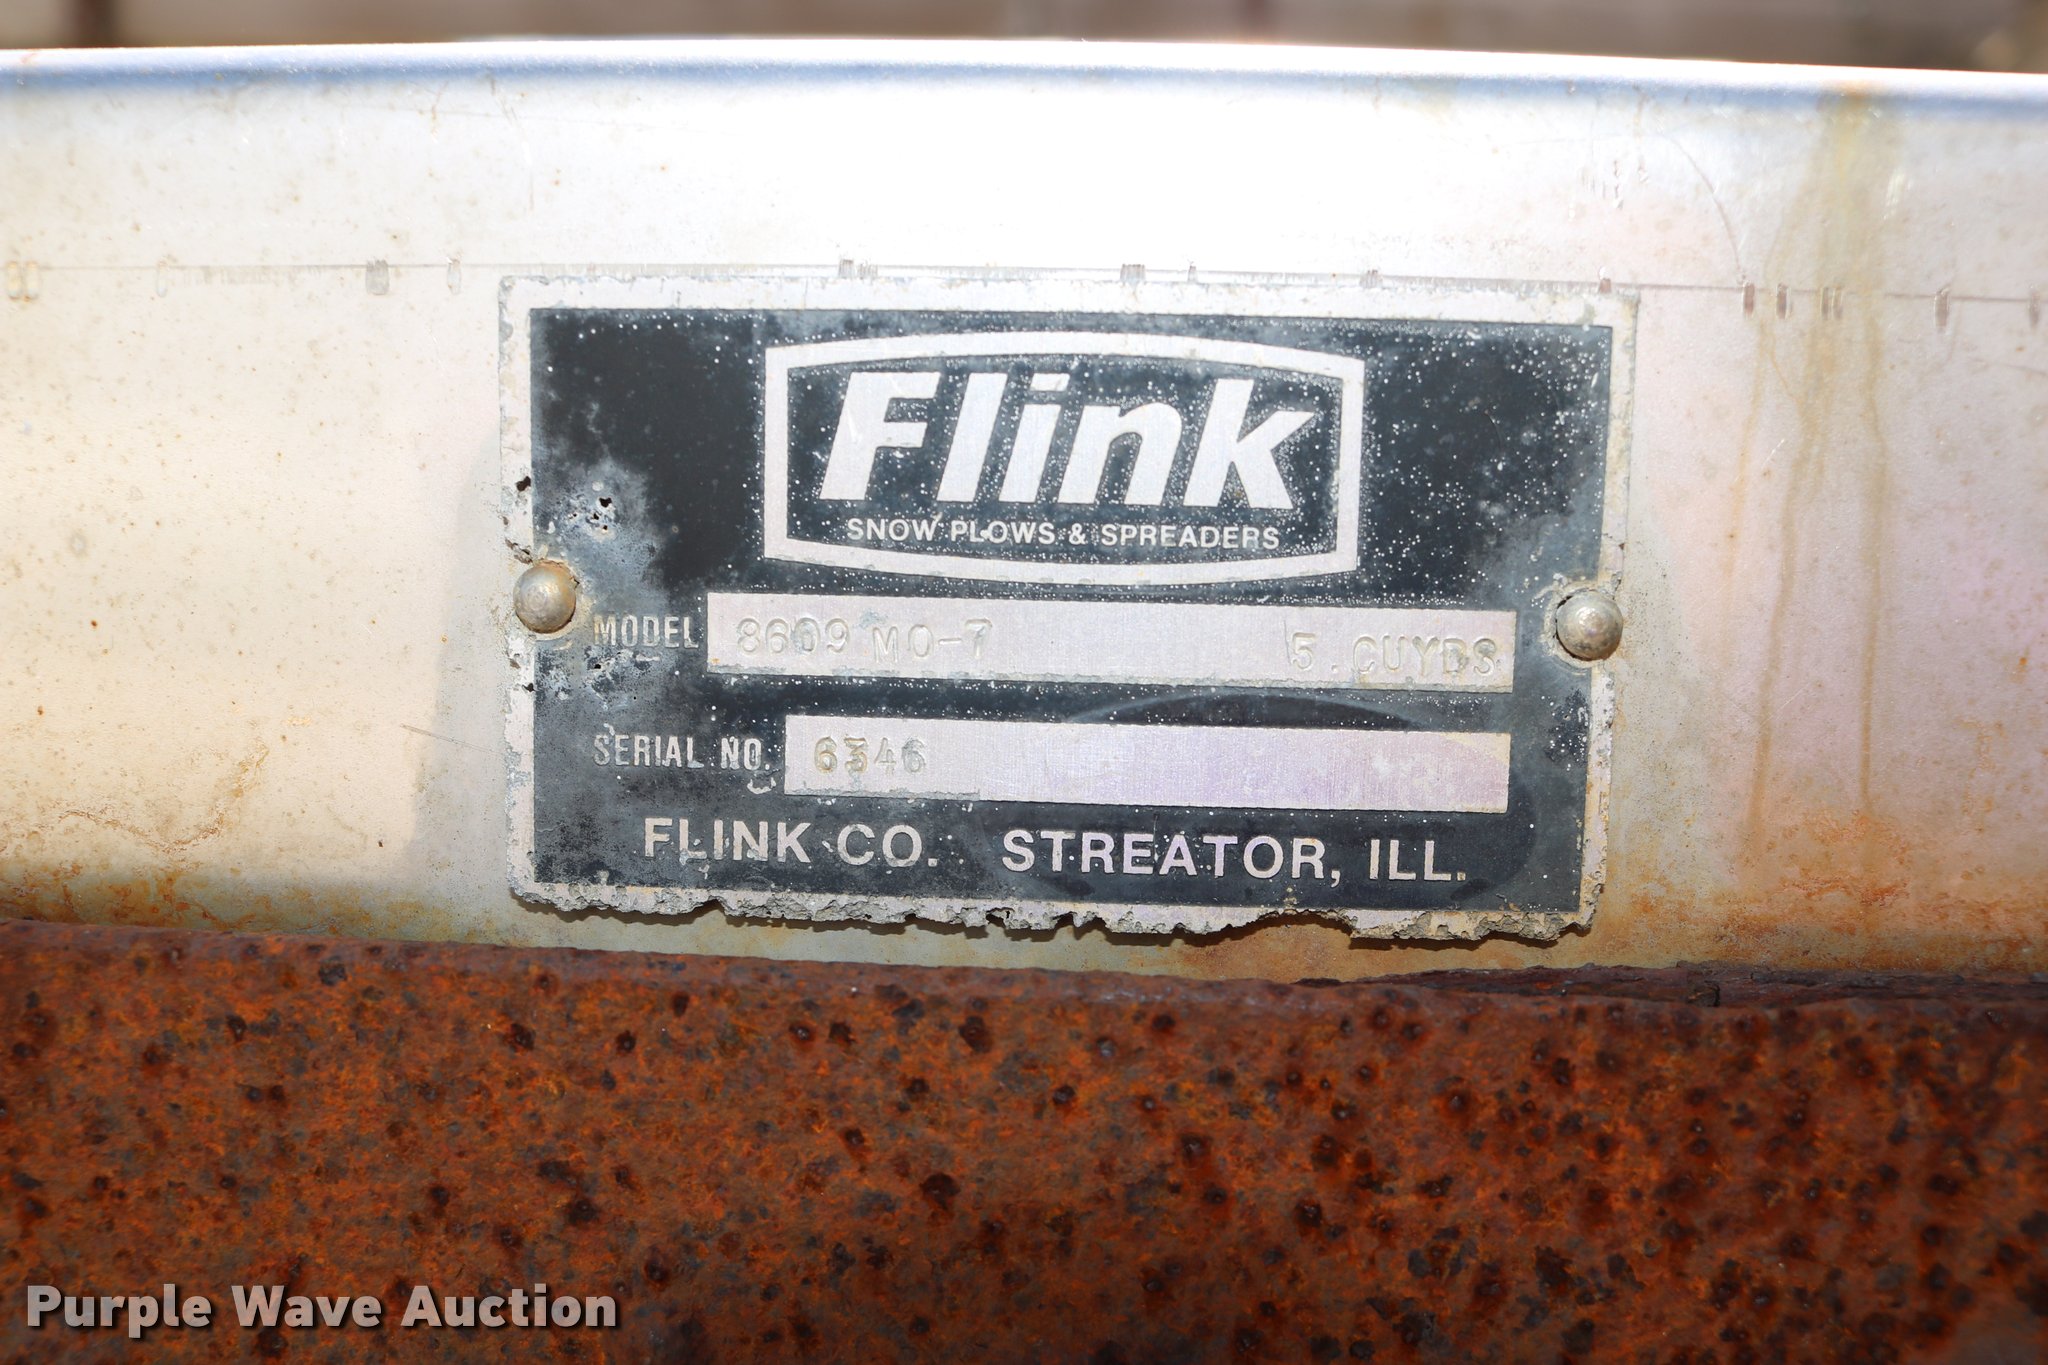 Flink
SNOW PLOWS & SPREADERS
MODEL 8609 MO-7 5. CUYDS
SERIAL NO. 6346
FLINK CO. STREATOR, ILL.
Purple Wave Auction